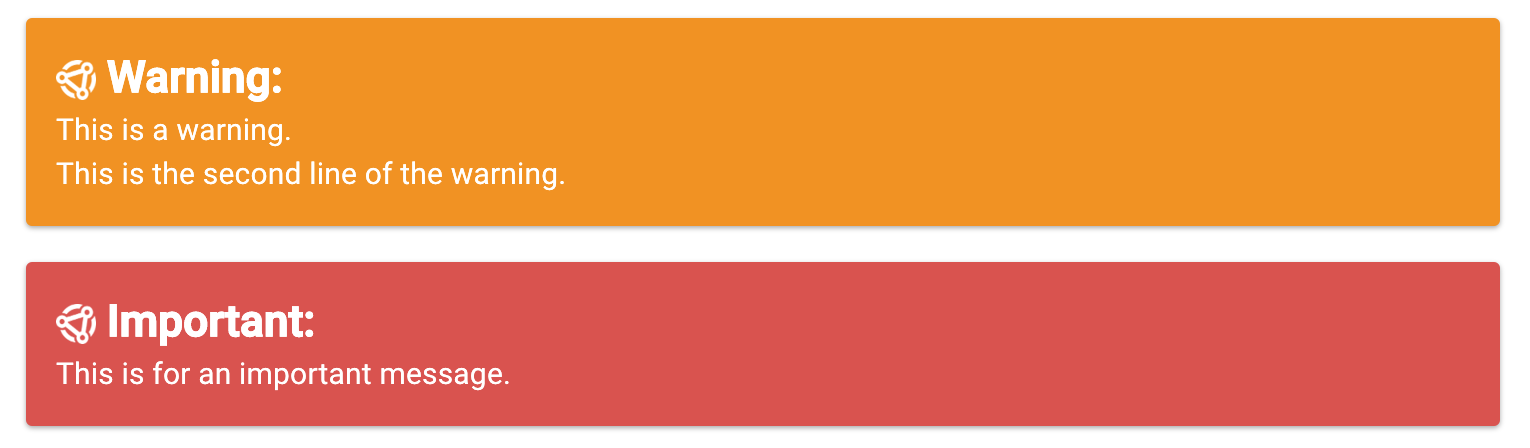 Warning:
This is a warning.
This is the second line of the warning.
Important:
This is for an important message.